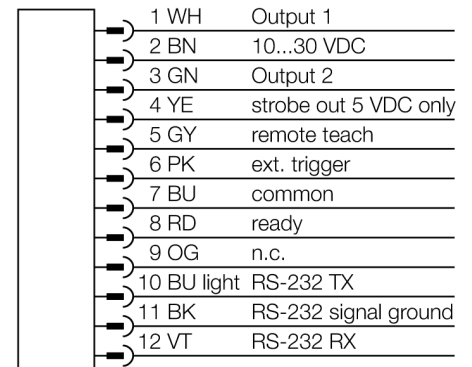 1 WH Output 1
2 BN 10...30 VDC
3 GN Output 2
4 YE strobe out 5 VDC only
5 GY remote teach
6 PK ext. trigger
7 BU common
8 RD ready
9 OG n.c.
10 BU light RS-232 TX
11 BK RS-232 signal ground
12 VT RS-232 RX